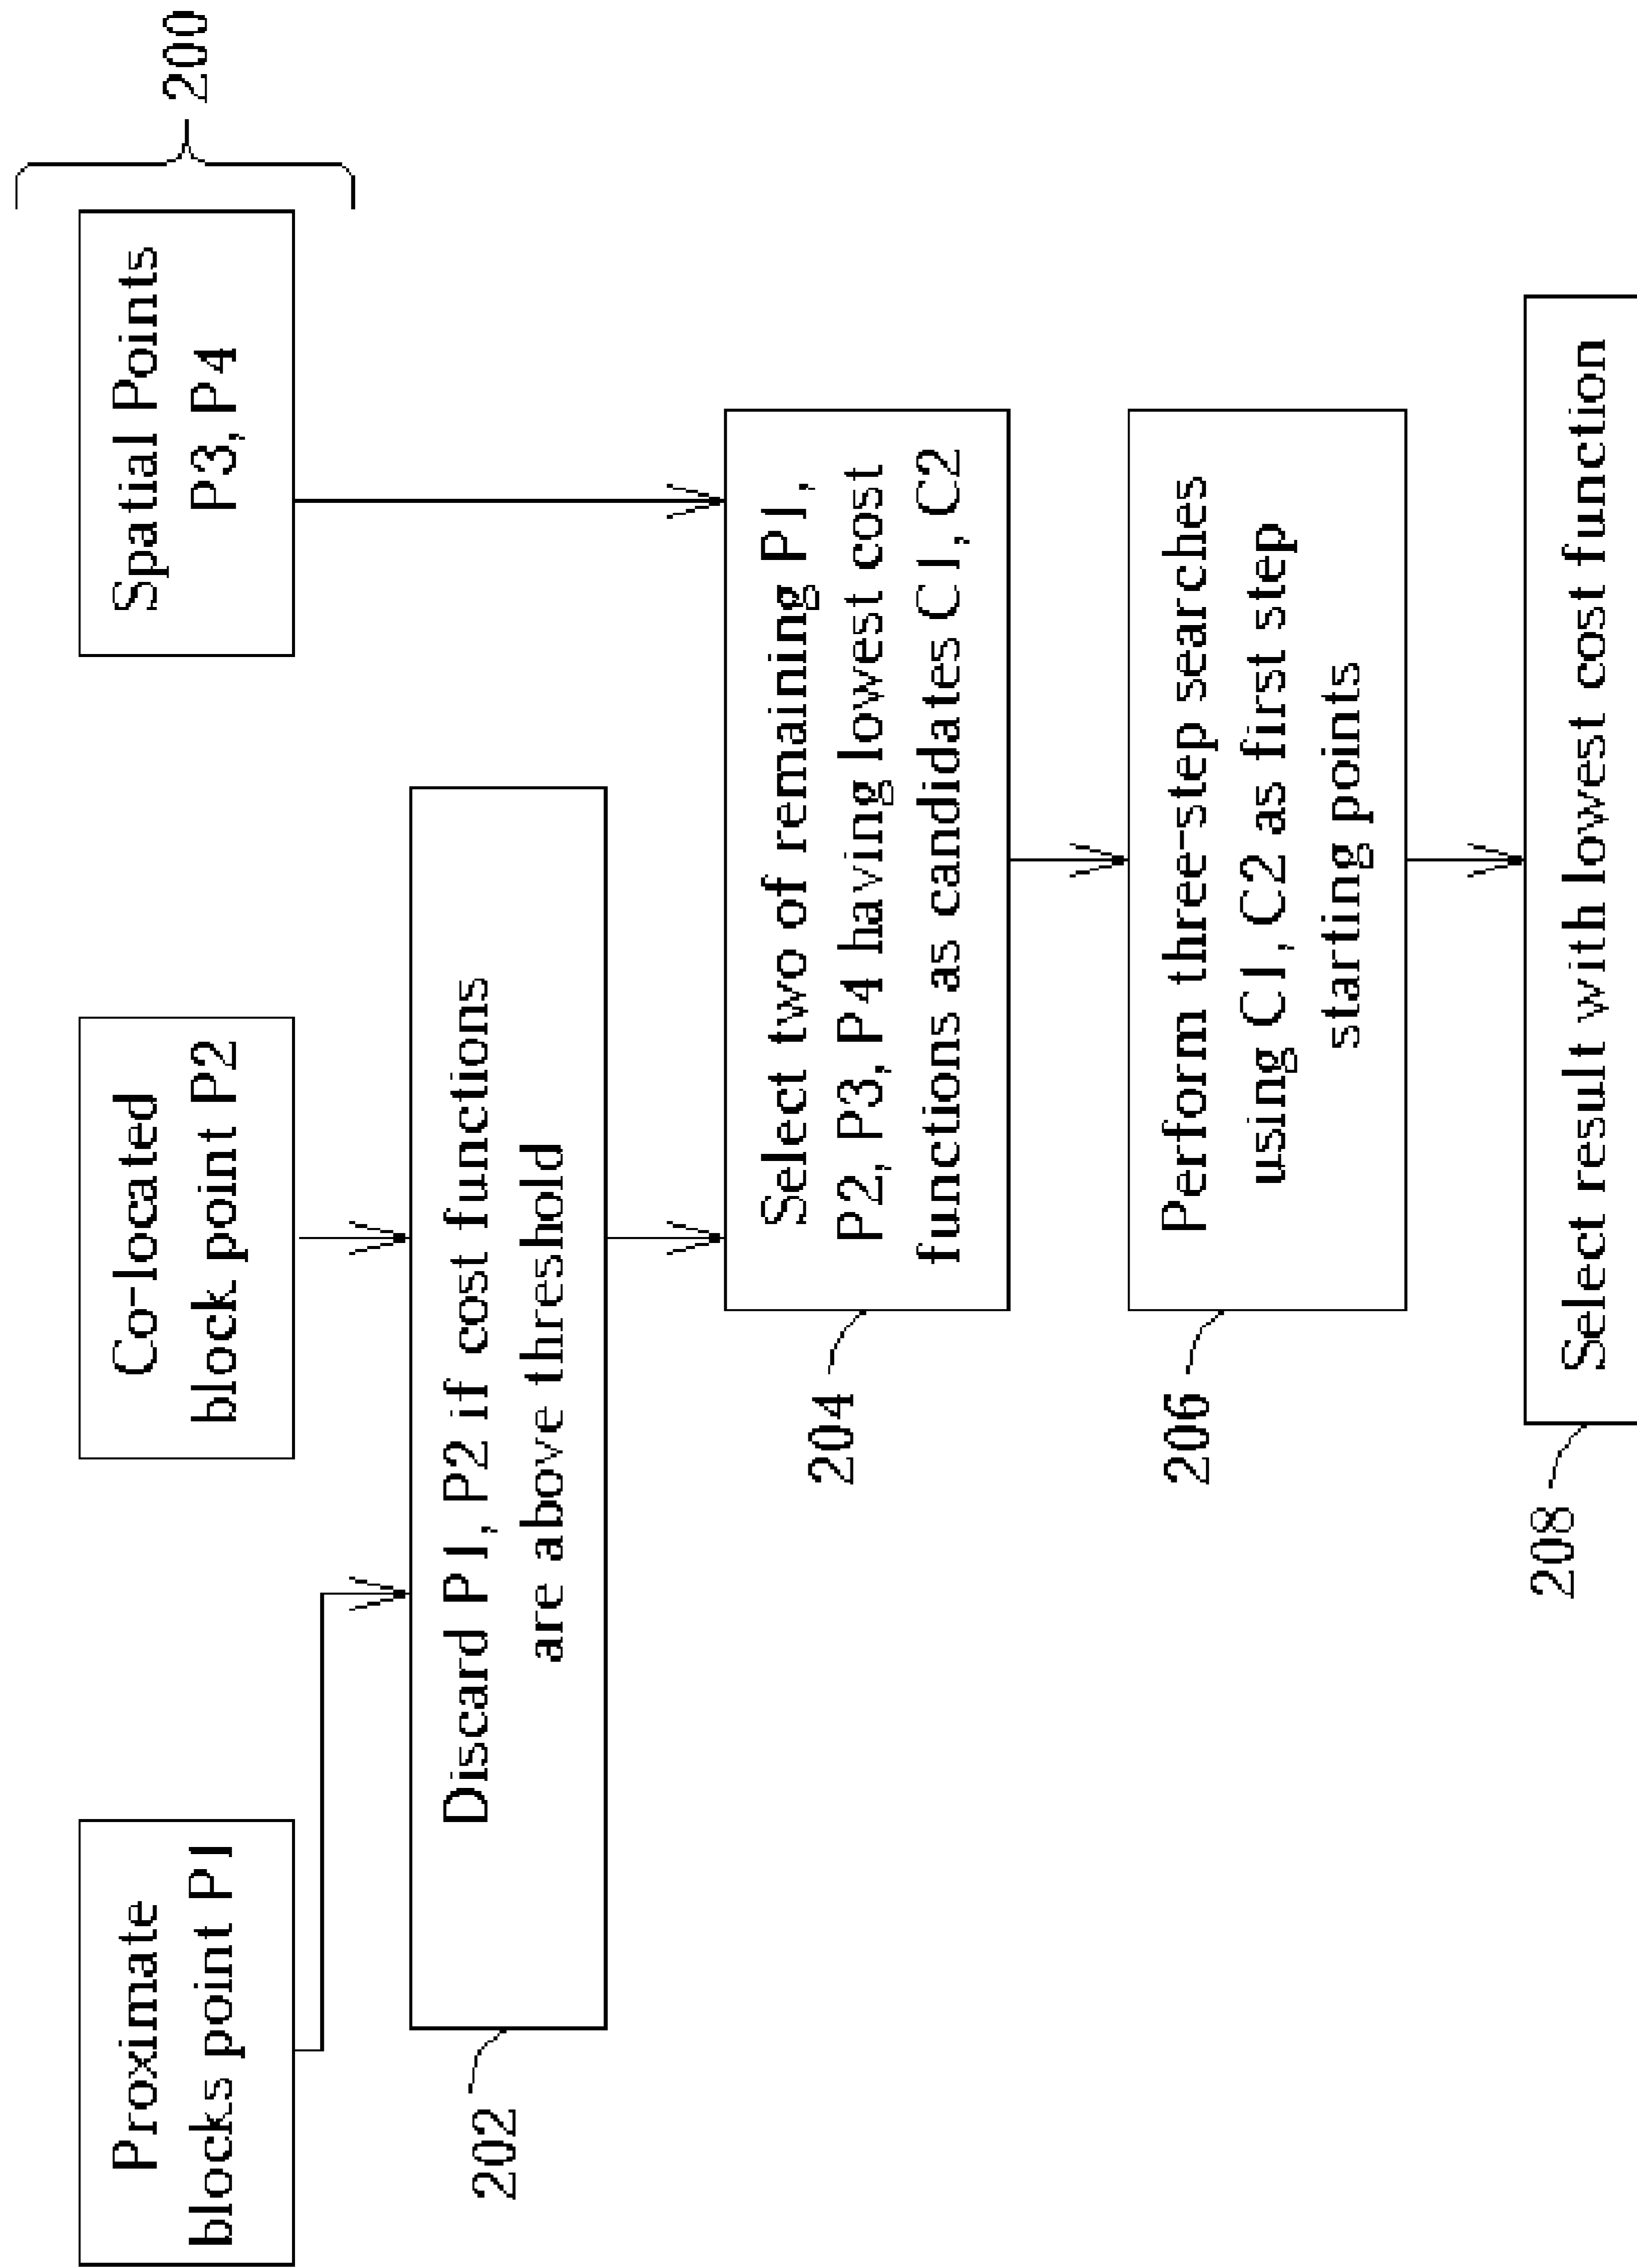 Proximate
blocks point P1
Co-located
block point P2
Spatial Points
P3, P4
200
Discard P1, P2 if cost functions
are above threshold
202
Select two of remaining P1,
P2, P3, P4 having lowest cost
functions as candidates C1, C2
204
Perform three-step searches
using C1, C2 as first step
starting points
206
Select result with lowest cost function
208